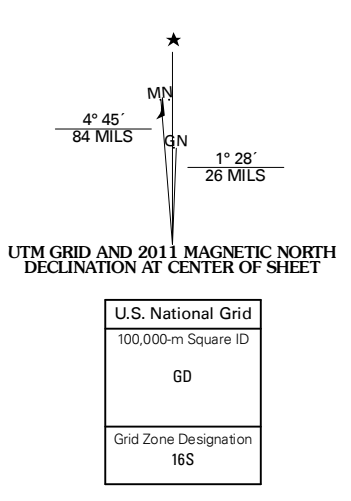 MN
4° 45´
84 MILS
GN
1° 28´
26 MILS
UTM GRID AND 2011 MAGNETIC NORTH
DECLINATION AT CENTER OF SHEET
U.S. National Grid
100,000-m Square ID
GD
Grid Zone Designation
16S